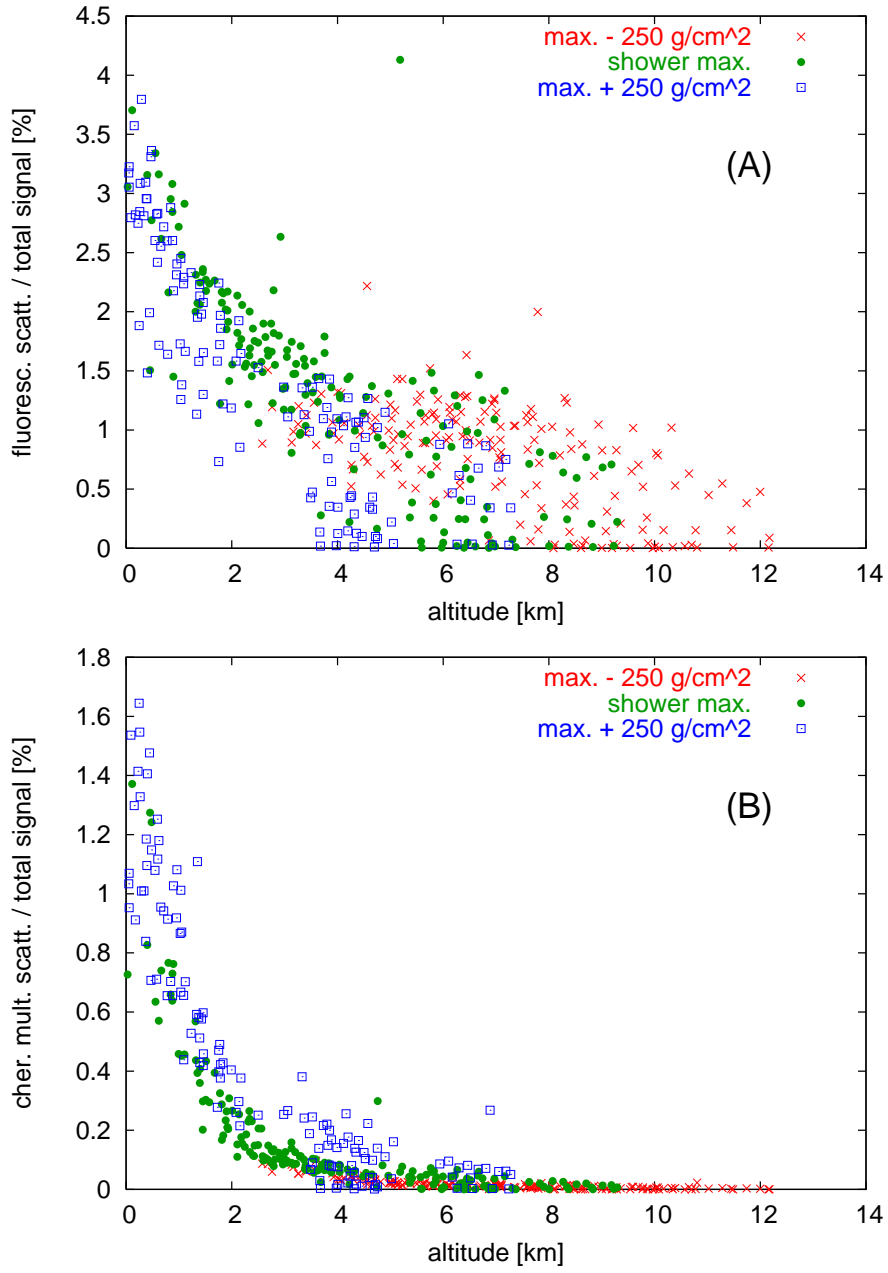 4.5
4
3.5
3
2.5
2
1.5
1
0.5
0
fluoresc. scatt. / total signal [%]
max. - 250 g/cm^2
shower max.
max. + 250 g/cm^2
(A)
0 2 4 6 8 10 12 14
altitude [km]
1.8
1.6
1.4
1.2
1
0.8
0.6
0.4
0.2
0
cher. mult. scatt. / total signal [%]
max. - 250 g/cm^2
shower max.
max. + 250 g/cm^2
(B)
0 2 4 6 8 10 12 14
altitude [km]